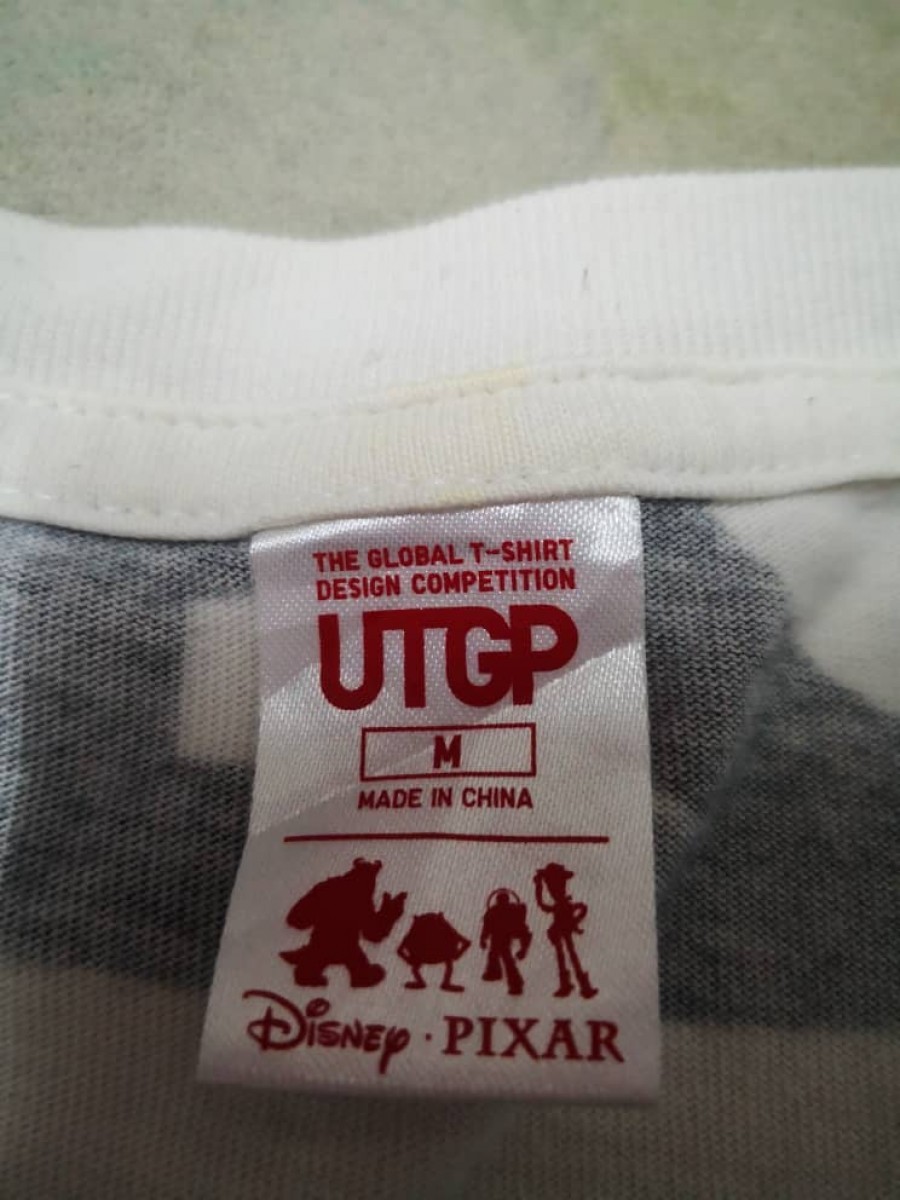 THE GLOBAL T-SHIRT
DESIGN COMPETITION
UTGP
M
MADE IN CHINA
Disney · PIXAR